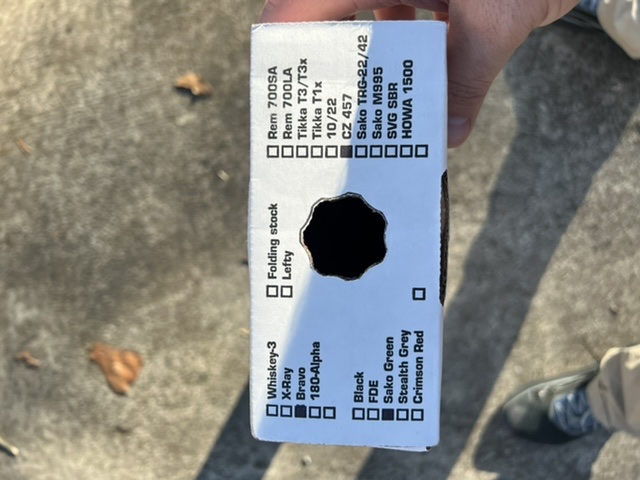 Whiskey-3
X-Ray
Bravo
180-Alpha
Black
FDE
Sako Green
Stealth Grey
Crimson Red
Folding stock
Lefty
Rem 700SA
Rem 700LA
Tikka T3/T3x
Tikka T1x
10/22
CZ 457
Sako TRG-22/42
Sako M995
SVG SBR
HOWA 1500